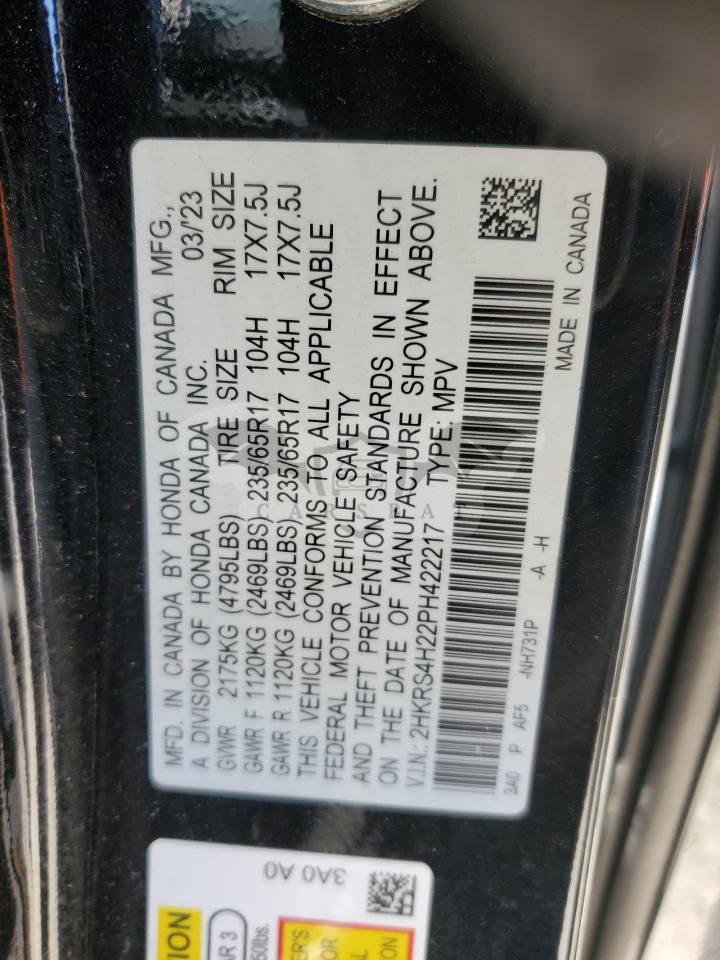 MFD. IN CANADA BY HONDA OF CANADA MFG.,
A DIVISION OF HONDA CANADA INC. 03/'23
GVWR 2175KG (4795LBS) TIRE SIZE RIM SIZE
GAWR F 1120KG (2469LBS) 235/65R17 104H 17X7.5J
GAWR R 1120KG (2469LBS) 235/65R17 104H 17X7.5J
THIS VEHICLE CONFORMS TO ALL APPLICABLE
FEDERAL MOTOR VEHICLE SAFETY
AND THEFT PREVENTION STANDARDS IN EFFECT
ON THE DATE OF MANUFACTURE SHOWN ABOVE.
V.I.N.: 2HKRS4H22PH422217 TYPE: MPV
3A0 P AF5 -NH731P -A -H
MADE IN CANADA
3A0 A0